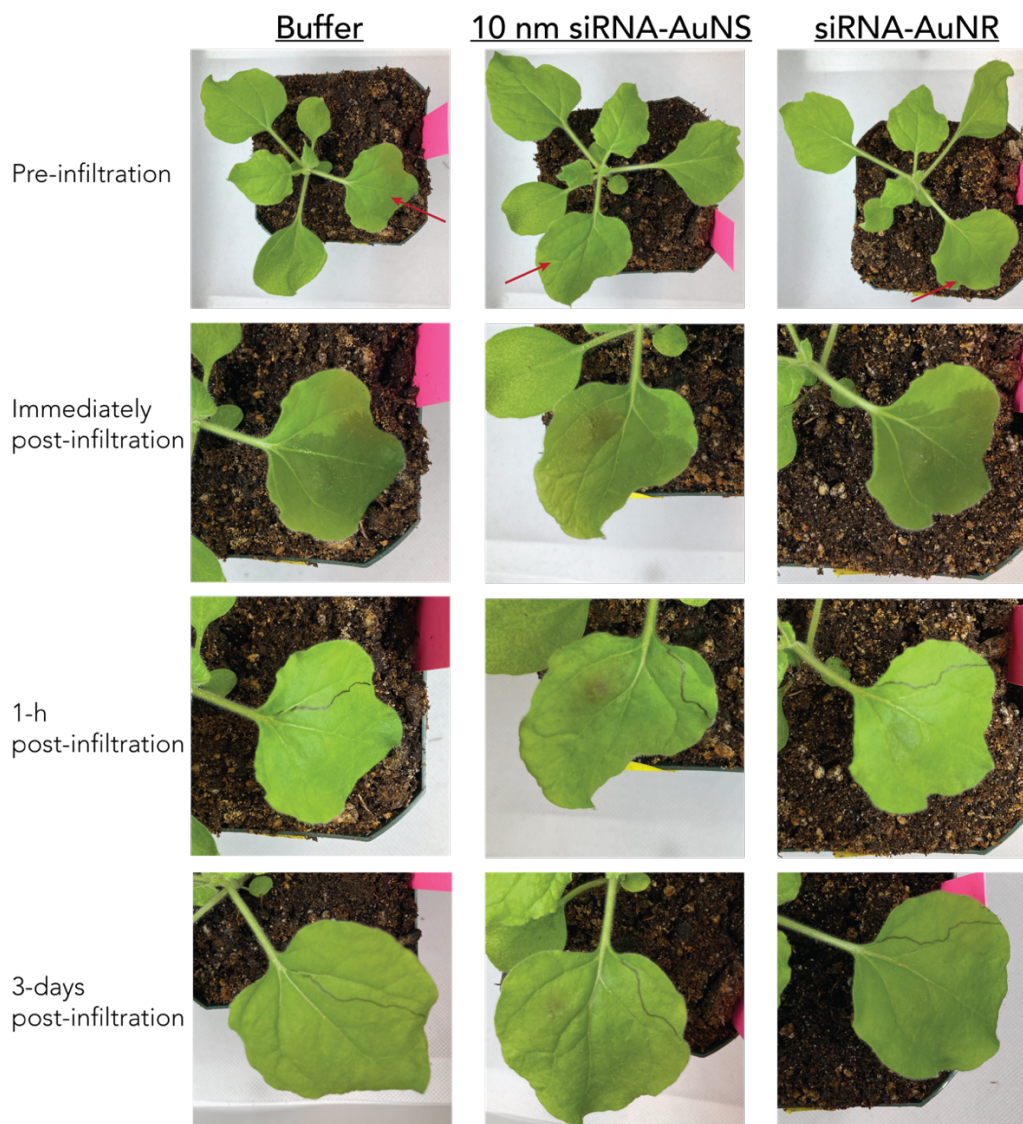 Buffer
10 nm siRNA-AuNS
siRNA-AuNR
Pre-infiltration
Immediately
post-infiltration
1-h
post-infiltration
3-days
post-infiltration